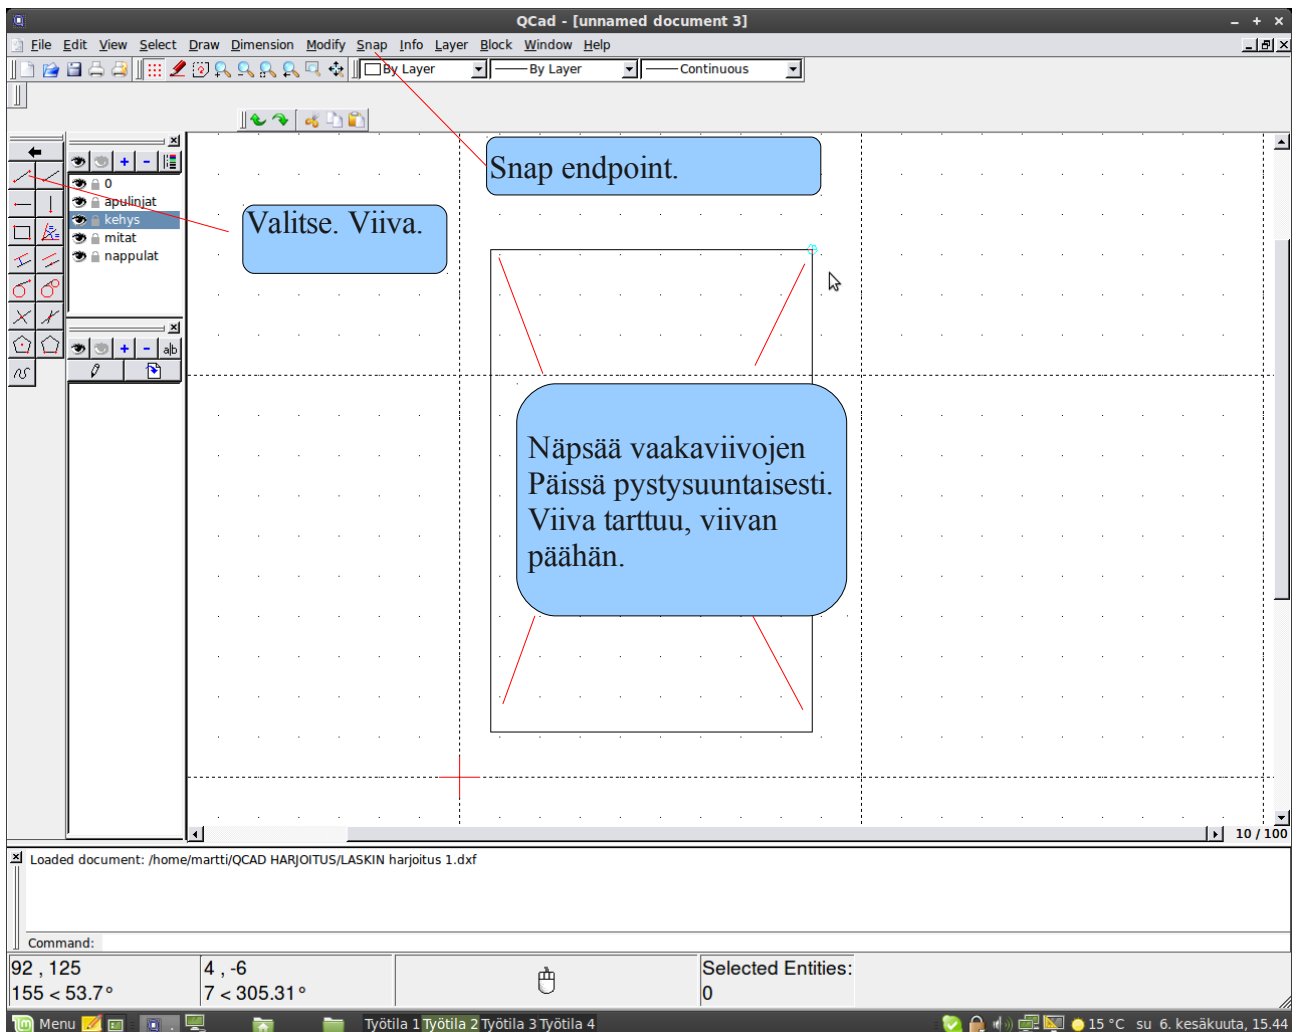 QCad - [unnamed document 3]
File Edit View Select Draw Dimension Modify Snap Info Layer Block Window Help
By Layer By Layer Continuous
0
apulinjat
kehys
mitat
nappulat
a|b
Snap endpoint.
Valitse. Viiva.
Näpsää vaakaviivojen
Päissä pystysuuntaisesti.
Viiva tarttuu, viivan
päähän.
10 / 100
Loaded document: /home/martti/QCAD HARJOITUS/LASKIN harjoitus 1.dxf
Command:
92 , 125
155 < 53.7°
4 , -6
7 < 305.31°
Selected Entities:
0
Menu Työtila 1 Työtila 2 Työtila 3 Työtila 4 15 °C su 6. kesäkuuta, 15.44